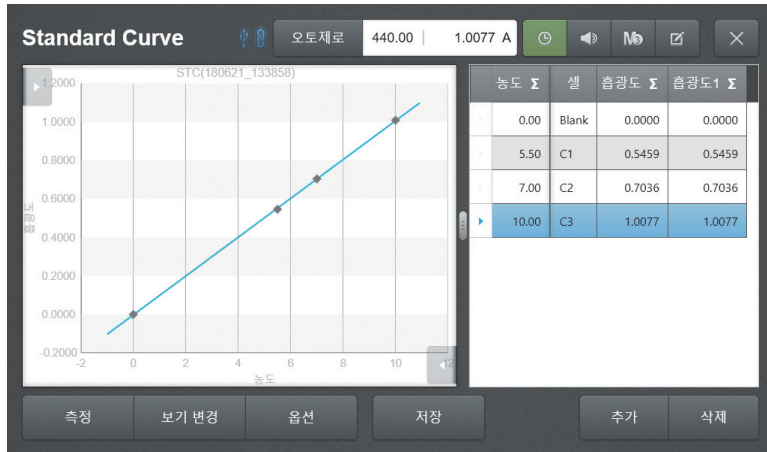 Standard Curve
오토제로
440.00
1.0077 A
STC(180621_133858)
1.2000
1.0000
0.8000
0.6000
0.4000
0.2000
0.0000
-0.2000
흡광도
-2 0 2 4 6 8 10 12
농도
농도 Σ 셀 흡광도 Σ 흡광도1 Σ
0.00 Blank 0.0000 0.0000
5.50 C1 0.5459 0.5459
7.00 C2 0.7036 0.7036
10.00 C3 1.0077 1.0077
측정 보기 변경 옵션 저장 추가 삭제